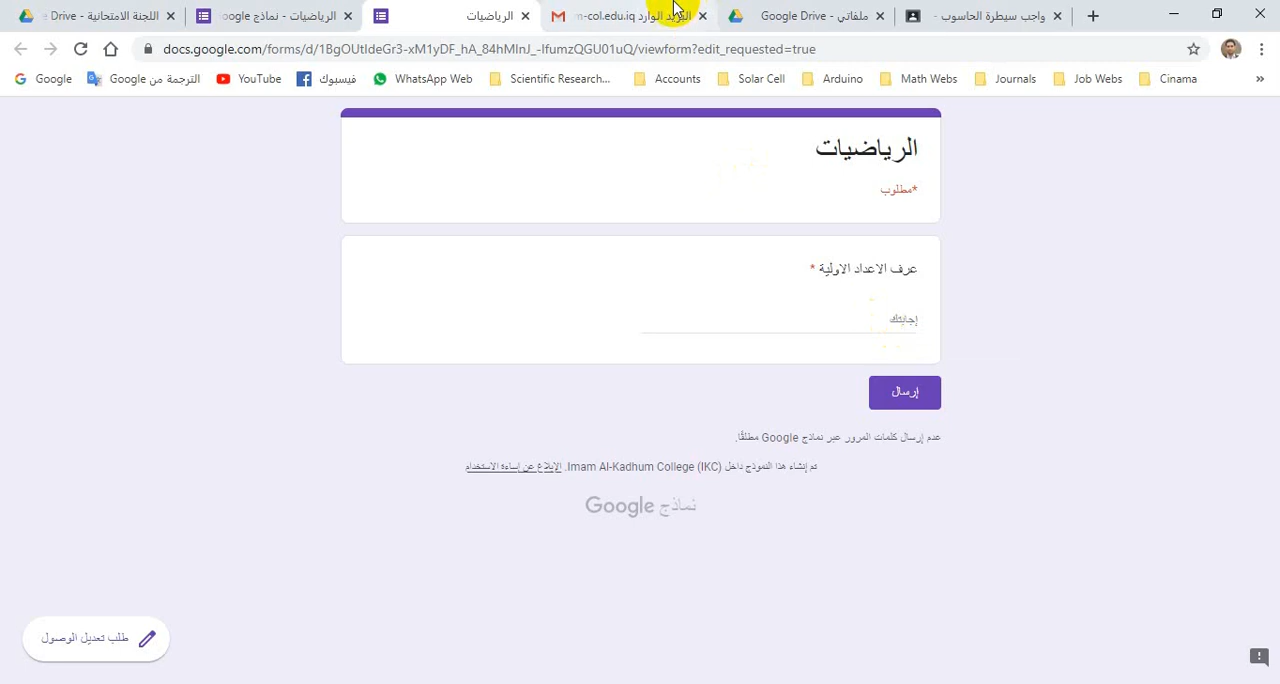 اللجنة الامتحانية - Drive
الرياضيات - نماذج
الرياضيات
البريد الوارد m-col.edu.iq
ملفاتي - Google Drive
واجب سيطرة الحاسوب -
docs.google.com/forms/d/1BgOUtIdeGr3-xM1yDF_hA_84hMlnJ_-IfumzQGU01uQ/viewform?edit_requested=true
Google
الترجمة من Google
YouTube
فيسبوك
WhatsApp Web
Scientific Research...
Accounts
Solar Cell
Arduino
Math Webs
Journals
Job Webs
Cinama
»
الرياضيات
*مطلوب
عرف الاعداد الاولية *
إجابتك
إرسال
عدم إرسال كلمات المرور عبر نماذج Google مطلقًا.
تم إنشاء هذا النموذج داخل Imam Al-Kadhum College (IKC). الإبلاغ عن إساءة الاستخدام
نماذج Google
طلب تعديل الوصول